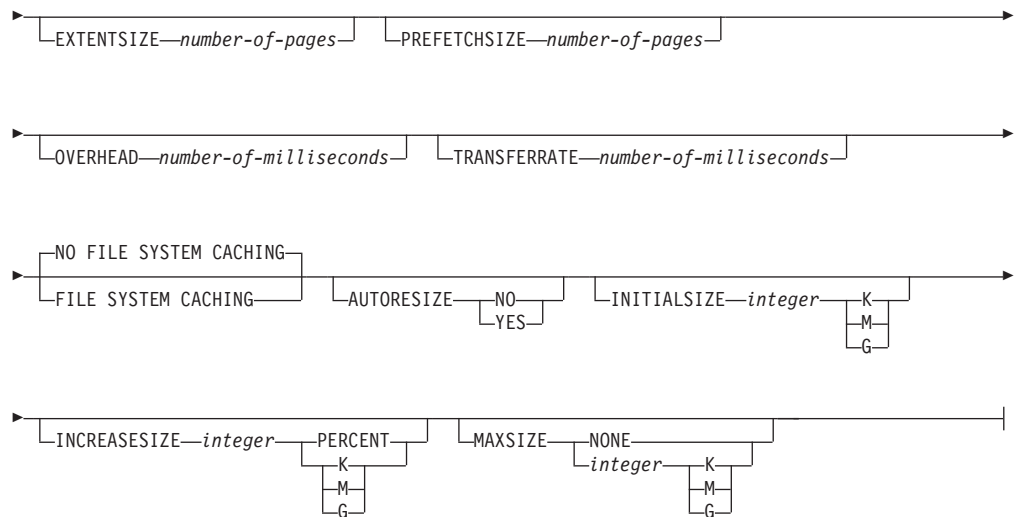 EXTENTSIZE number-of-pages PREFETCHSIZE number-of-pages
OVERHEAD number-of-milliseconds TRANSFERRATE number-of-milliseconds
NO FILE SYSTEM CACHING
FILE SYSTEM CACHING AUTORESIZE NO INITIALSIZE integer K
YES M
G
INCREASESIZE integer PERCENT MAXSIZE NONE
K integer K
M M
G G